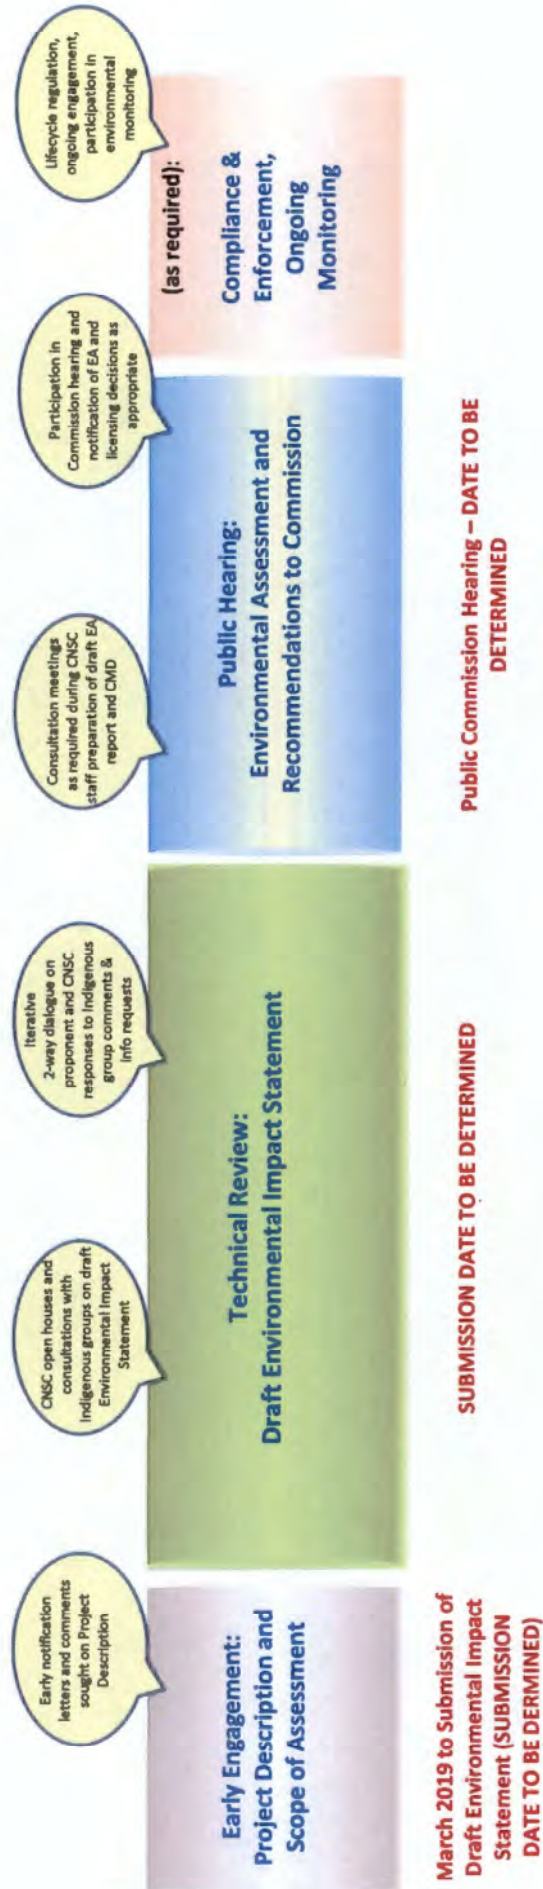 Early notification
letters and comments
sought on Project
Description
CNSC open houses and
consultations with
Indigenous groups on draft
Environmental Impact
Statement
Iterative
2-way dialogue on
proponent and CNSC
responses to Indigenous
group comments &
info requests
Consultation meetings
as required during CNSC
staff preparation of draft EA
report and CMD
Participation in
Commission hearing and
notification of EA and
licensing decisions as
appropriate
Lifecycle regulation,
ongoing engagement,
participation in
environmental
monitoring
Early Engagement:
Project Description and
Scope of Assessment
Technical Review:
Draft Environmental Impact Statement
Public Hearing:
Environmental Assessment and
Recommendations to Commission
(as required):
Compliance &
Enforcement,
Ongoing
Monitoring
March 2019 to Submission of
Draft Environmental Impact
Statement (SUBMISSION
DATE TO BE DERMINED)
SUBMISSION DATE TO BE DETERMINED
Public Commission Hearing – DATE TO BE
DETERMINED